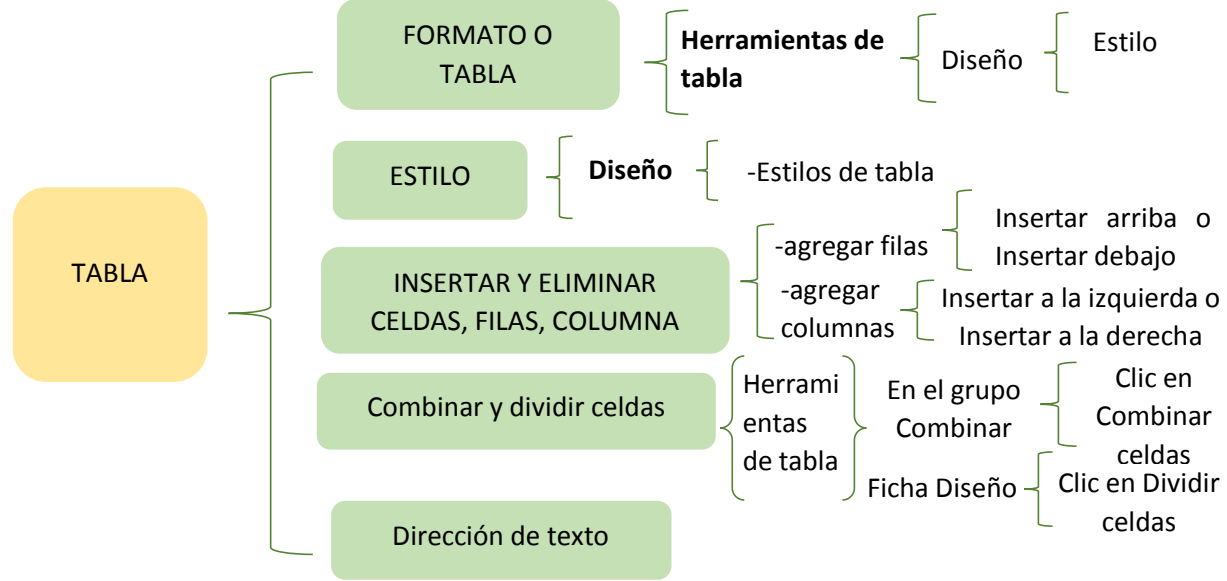 TABLA
FORMATO O
TABLA
Herramientas de
tabla
Diseño
Estilo
ESTILO
Diseño
-Estilos de tabla
INSERTAR Y ELIMINAR
CELDAS, FILAS, COLUMNA
-agregar filas
Insertar arriba o
Insertar debajo
-agregar
columnas
Insertar a la izquierda o
Insertar a la derecha
Combinar y dividir celdas
Herrami
entas
de tabla
En el grupo
Combinar
Clic en
Combinar
celdas
Ficha Diseño
Clic en Dividir
celdas
Dirección de texto